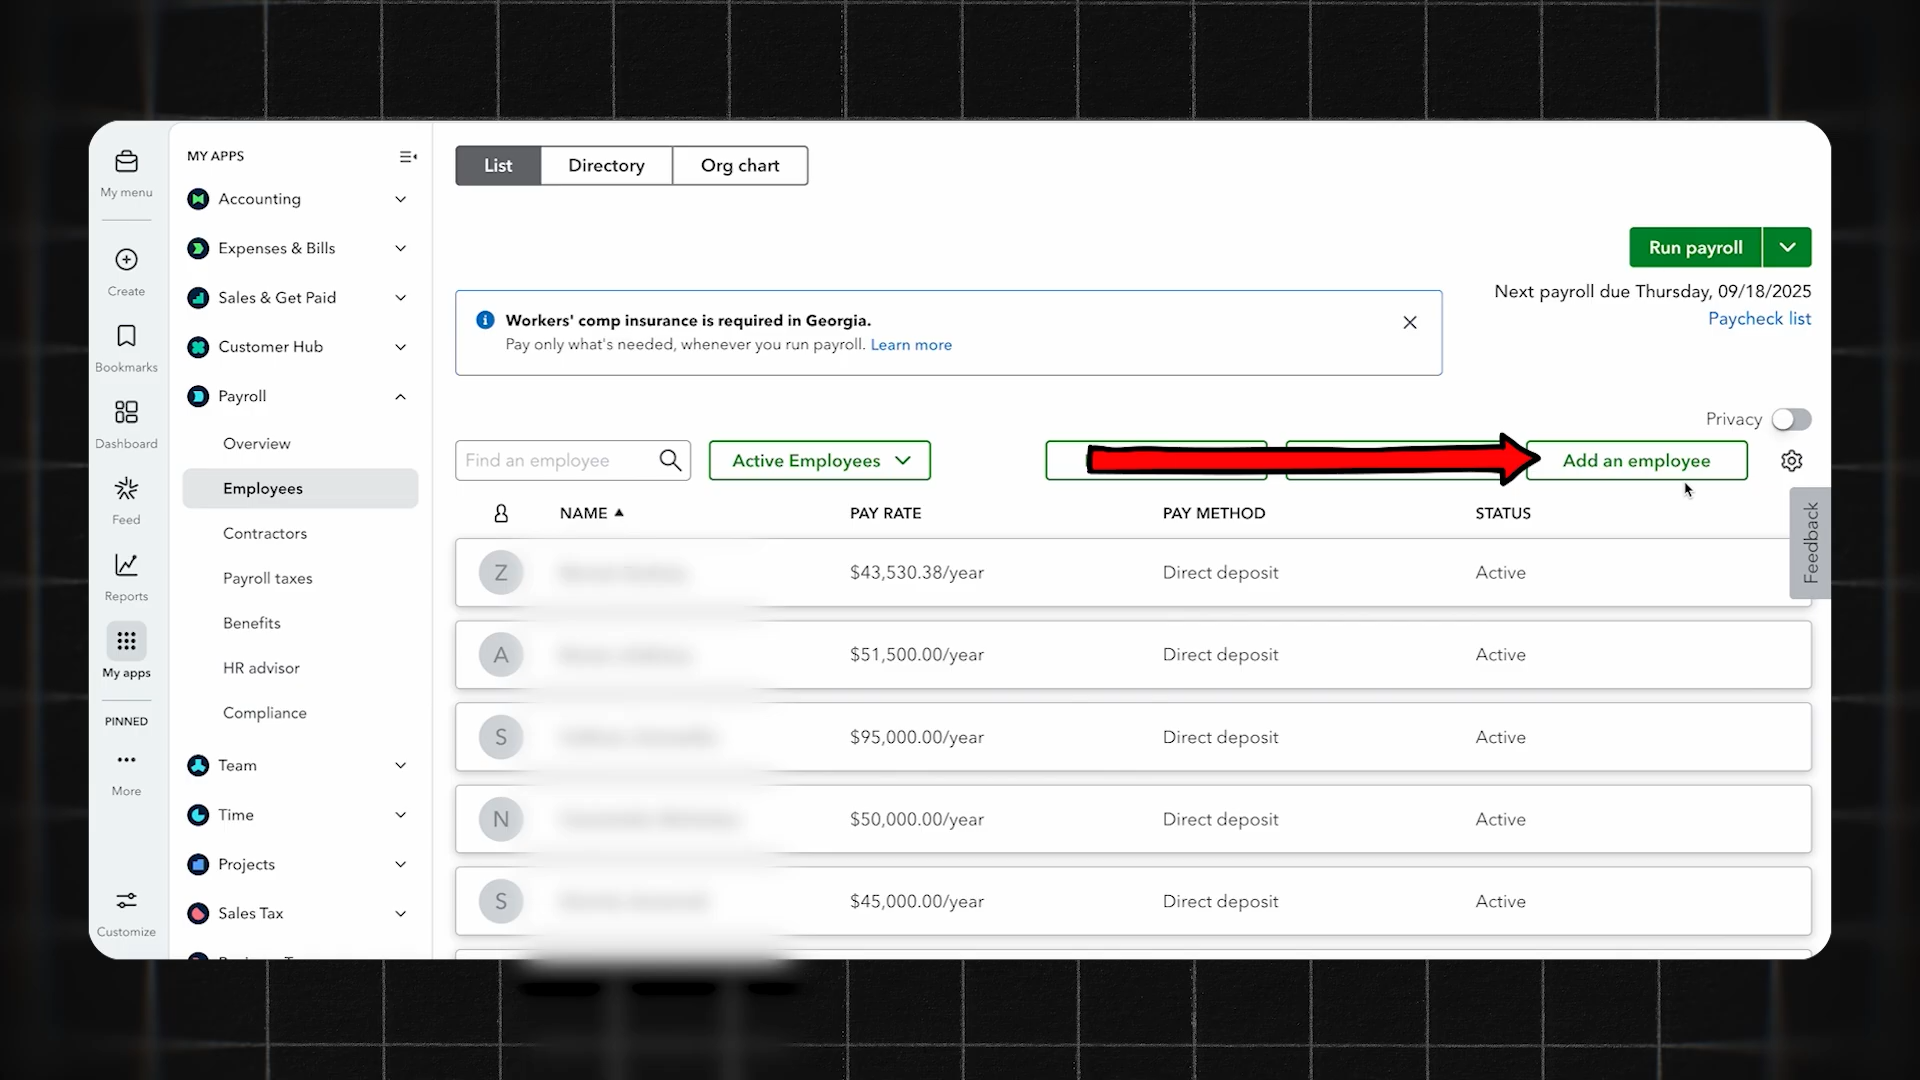 My menu
Create
Bookmarks
Dashboard
Feed
Reports
My apps
PINNED
More
Customize
MY APPS
Accounting
Expenses & Bills
Sales & Get Paid
Customer Hub
Payroll
Overview
Employees
Contractors
Payroll taxes
Benefits
HR advisor
Compliance
Team
Time
Projects
Sales Tax
List Directory Org chart
Run payroll
Next payroll due Thursday, 09/18/2025
Paycheck list
Workers' comp insurance is required in Georgia.
Pay only what's needed, whenever you run payroll. Learn more
Privacy
Find an employee Active Employees Add an employee
NAME PAY RATE PAY METHOD STATUS
Z $43,530.38/year Direct deposit Active
A $51,500.00/year Direct deposit Active
S $95,000.00/year Direct deposit Active
N $50,000.00/year Direct deposit Active
S $45,000.00/year Direct deposit Active
Feedback